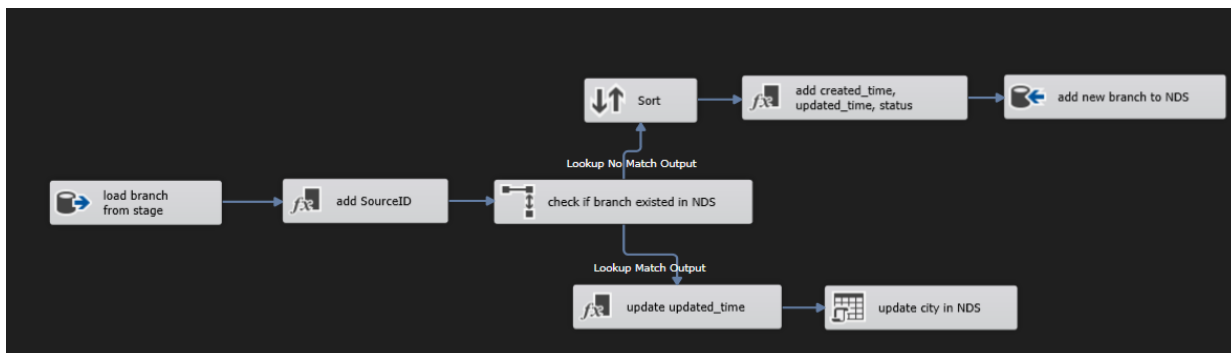 Sort
add created_time,
updated_time, status
add new branch to NDS
Lookup No Match Output
load branch
from stage
add SourceID
check if branch existed in NDS
Lookup Match Output
update updated_time
update city in NDS